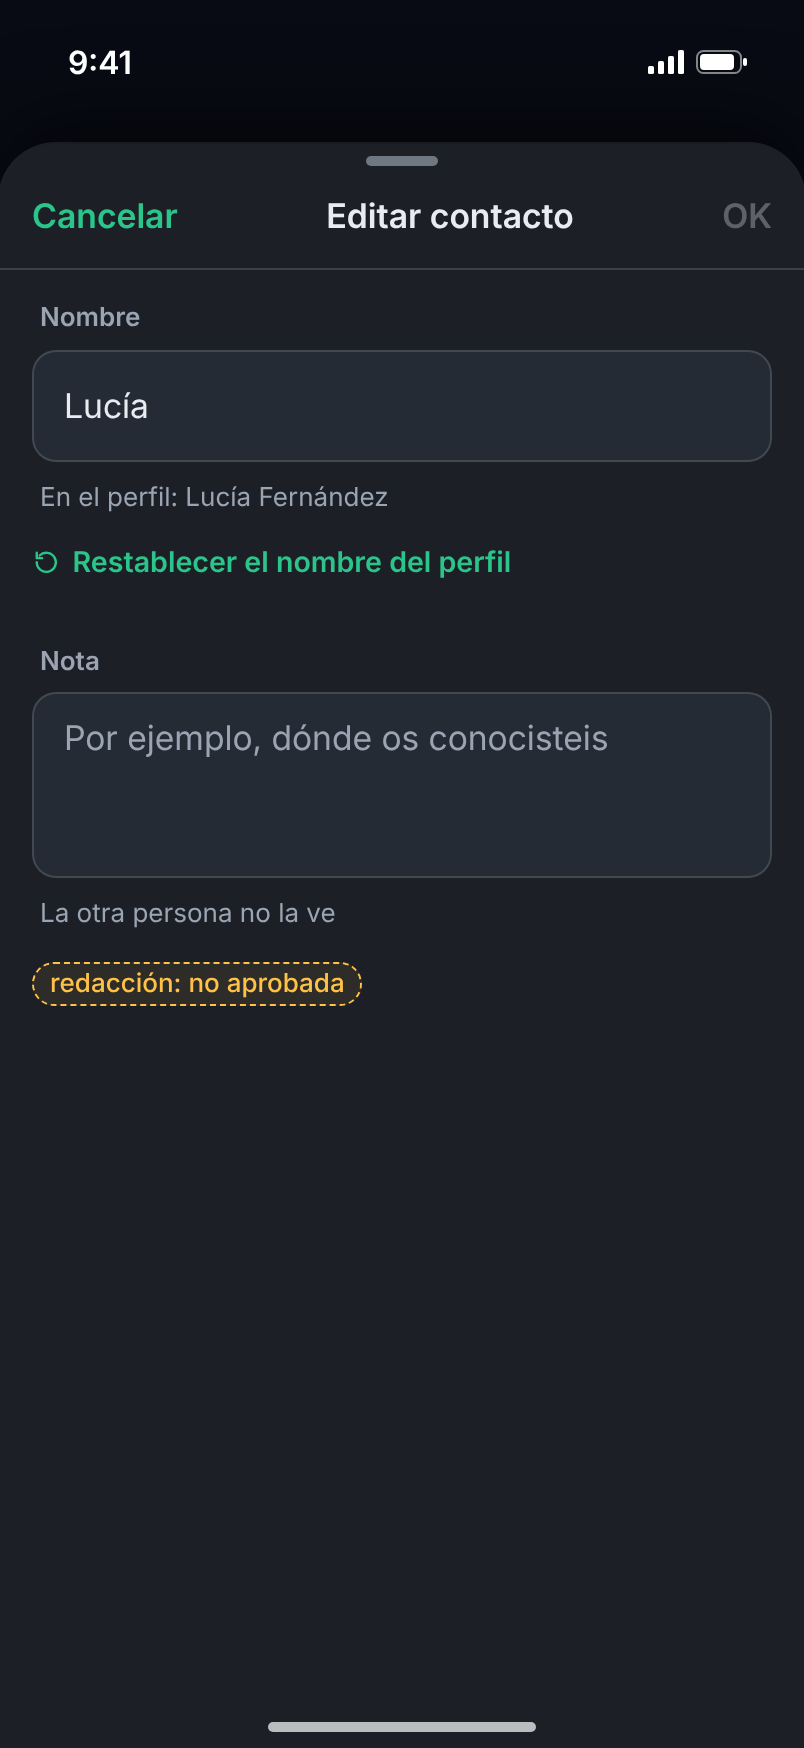 9:41
Cancelar
Editar contacto
OK
Nombre
Lucía
En el perfil: Lucía Fernández
Restablecer el nombre del perfil
Nota
Por ejemplo, dónde os conocisteis
La otra persona no la ve
redacción: no aprobada